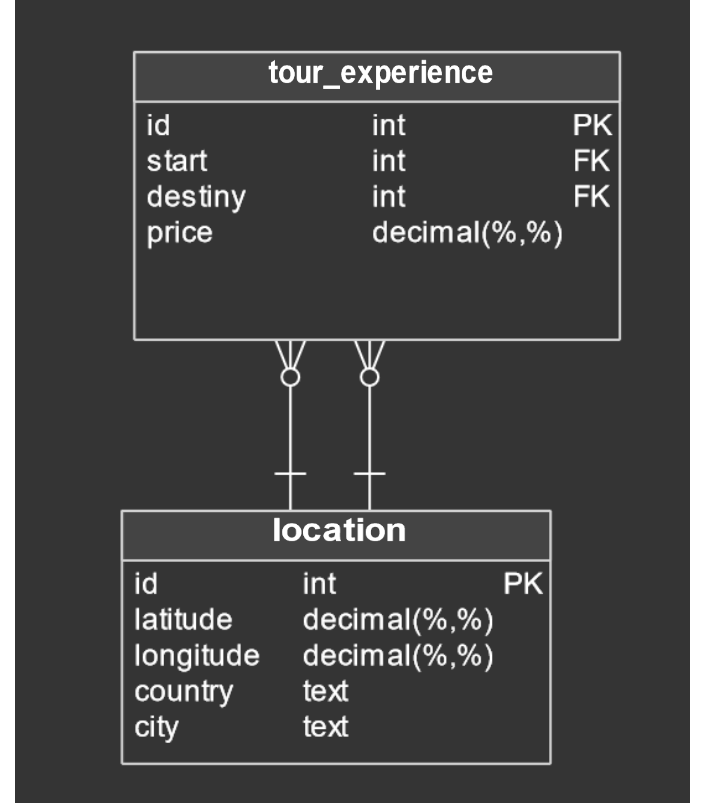 tour_experience
id int PK
start int FK
destiny int FK
price decimal(%,%)
location
id int PK
latitude decimal(%,%)
longitude decimal(%,%)
country text
city text